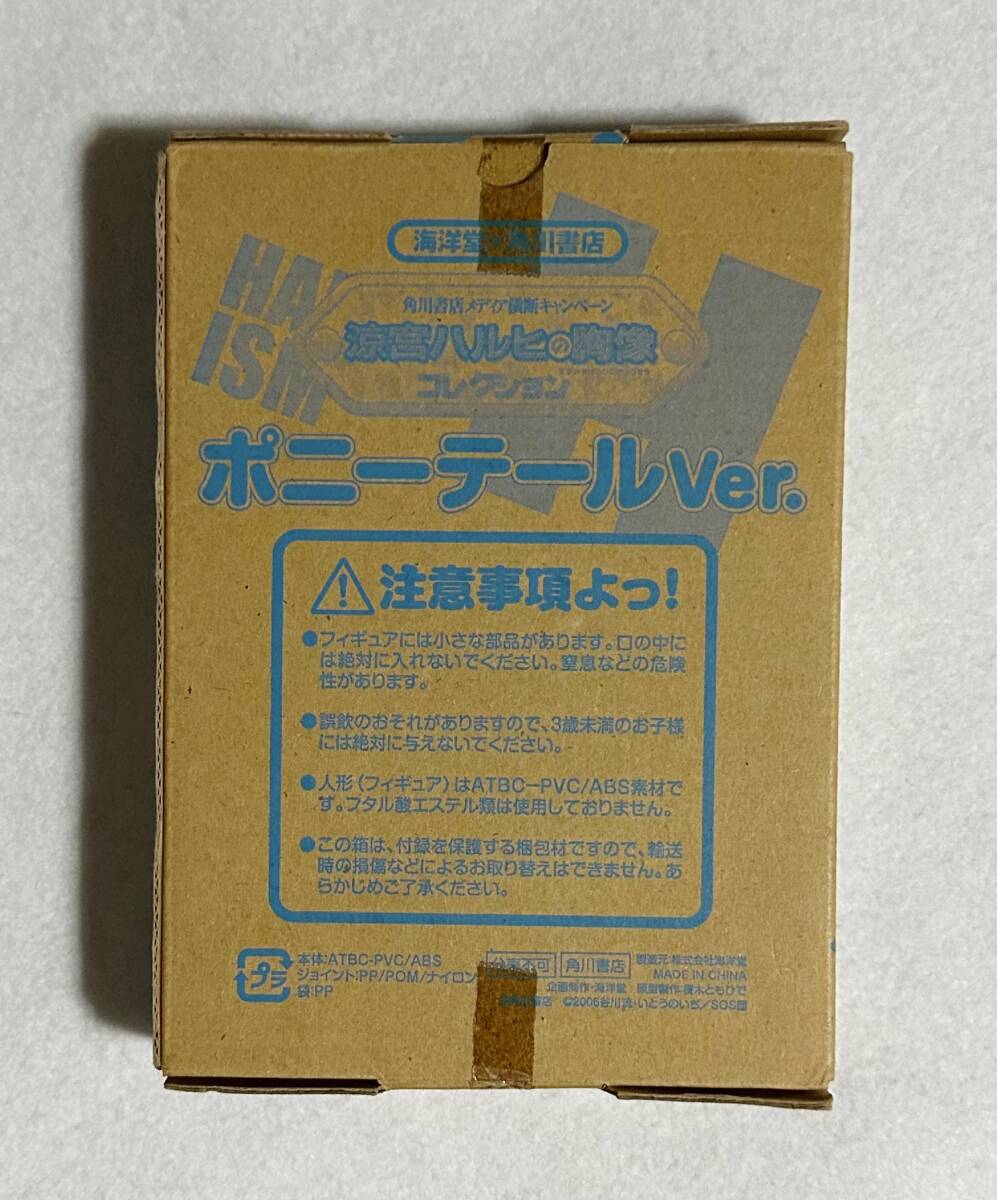 海洋堂×角川書店
HA
ISM
角川書店メディア横断キャンペーン
涼宮ハルヒの胸像
コレクション
ポニーテールVer.
注意事項よっ!
●フィギュアには小さな部品があります。口の中に
は絶対に入れないでください。窒息などの危険
性があります。
●誤飲のおそれがありますので、3歳未満のお子様
には絶対に与えないでください。
●人形(フィギュア)はATBC-PVC/ABS素材で
す。フタル酸エステル類は使用しておりません。
●この箱は、付録を保護する梱包材ですので、輸送
時の損傷などによるお取り替えはできません。あ
らかじめご了承ください。
プラ
本体:ATBC-PVC/ABS
ジョイント:PP/POM/ナイロン
袋:PP
分売不可 角川書店
製造元:株式会社海洋堂
MADE IN CHINA
企画制作・海洋堂 原型製作・榎木ともひで
角川書店 ©2006谷川流・いとうのいぢ/SOS団